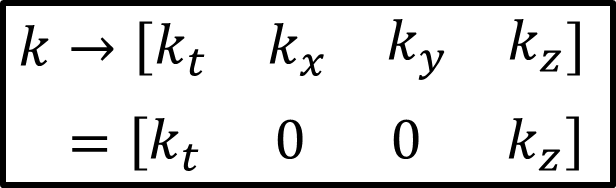 k → [k_t k_x k_y k_z]
= [k_t 0 0 k_z]